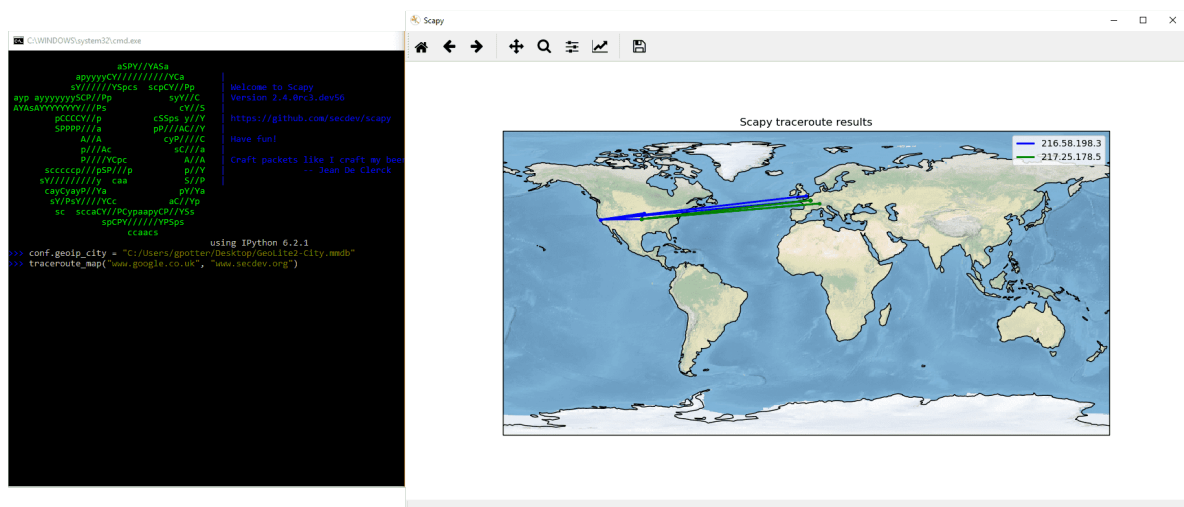 C:\WINDOWS\system32\cmd.exe
aSPY//YASa
apyyyyCY//////////YCa |
sY//////YSpcs scpCY//Pp | Welcome to Scapy
ayp ayyyyyyySCP//Pp syY//C | Version 2.4.0rc3.dev56
AYAsAYYYYYYYY///Ps cY//S |
pCCCCY//p cSSps y//Y | https://github.com/secdev/scapy
SPPPP///a pP///AC//Y |
A//A cyP////C | Have fun!
p///Ac sC///a |
P////YCpc A//A | Craft packets like I craft my
scccccp///pSP///p p//Y | -- Jean De Clerck
sY/////////y caa S//P |
cayCyayP//Ya pY/Ya
sY/PsY////YCc aC//Yp
sc sccaCY//PCypaapyCP//YSs
spCPY//////YPSps
ccaacs
using IPython 6.2.1
>>> conf.geoip_city = "C:/Users/gpotter/Desktop/GeoLite2-City.mmdb"
>>> traceroute_map("www.google.co.uk", "www.secdev.org")
Scapy
Scapy traceroute results
216.58.198.3
217.25.178.5